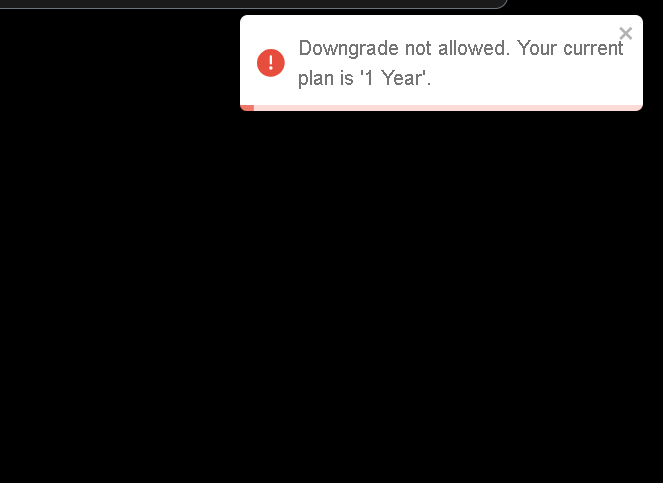 Downgrade not allowed. Your current
plan is '1 Year'.